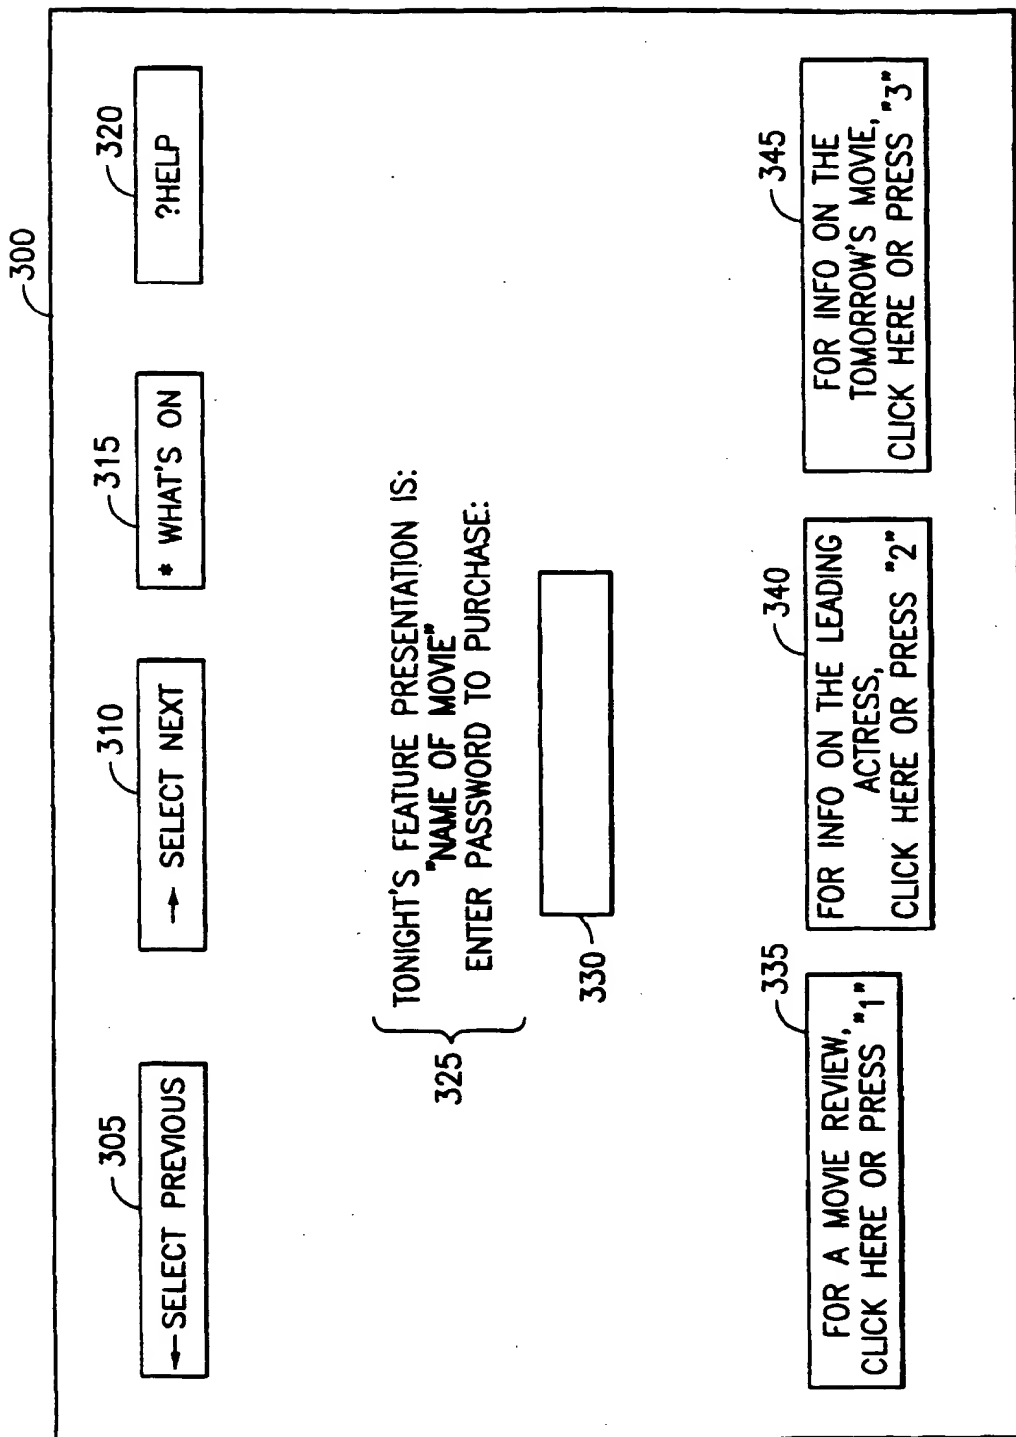 300
305
310
315
320
← SELECT PREVIOUS
→ SELECT NEXT
* WHAT'S ON
?HELP
325
TONIGHT'S FEATURE PRESENTATION IS:
"NAME OF MOVIE"
ENTER PASSWORD TO PURCHASE:
330
335
FOR A MOVIE REVIEW,
CLICK HERE OR PRESS "1"
340
FOR INFO ON THE LEADING
ACTRESS,
CLICK HERE OR PRESS "2"
345
FOR INFO ON THE
TOMORROW'S MOVIE,
CLICK HERE OR PRESS "3"